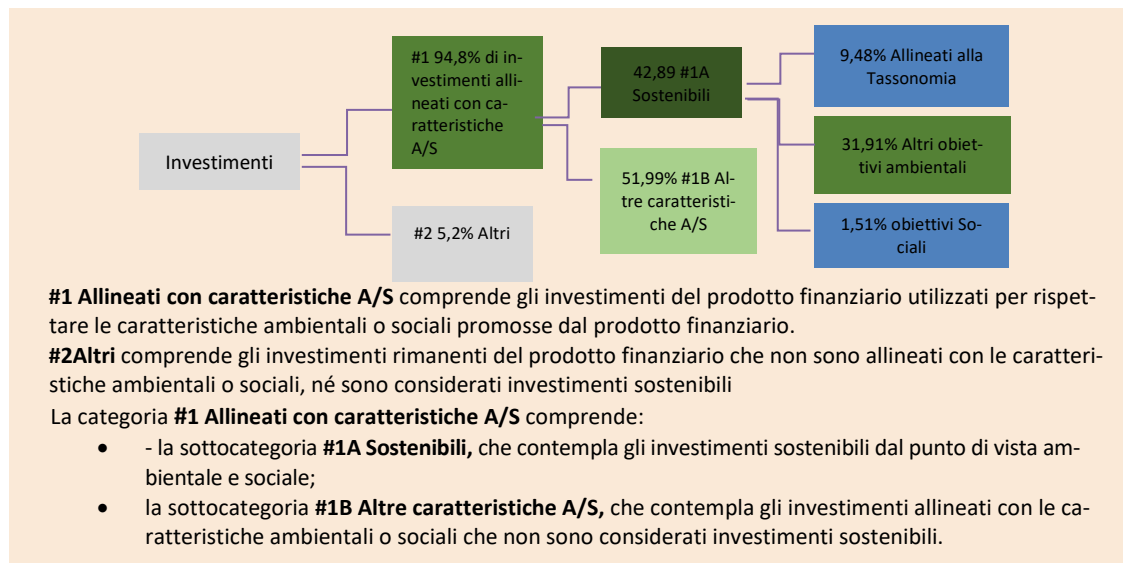 Investimenti
#1 94,8% di in-
vestimenti alli-
neati con ca-
ratteristiche
A/S
#2 5,2% Altri
42,89 #1A
Sostenibili
51,99% #1B Al-
tre caratteristi-
che A/S
9,48% Allineati alla
Tassonomia
31,91% Altri obiet-
tivi ambientali
1,51% obiettivi So-
ciali
#1 Allineati con caratteristiche A/S comprende gli investimenti del prodotto finanziario utilizzati per rispet-
tare le caratteristiche ambientali o sociali promosse dal prodotto finanziario.
#2Altri comprende gli investimenti rimanenti del prodotto finanziario che non sono allineati con le caratteri-
stiche ambientali o sociali, né sono considerati investimenti sostenibili
La categoria #1 Allineati con caratteristiche A/S comprende:
• - la sottocategoria #1A Sostenibili, che contempla gli investimenti sostenibili dal punto di vista am-
bientale e sociale;
• la sottocategoria #1B Altre caratteristiche A/S, che contempla gli investimenti allineati con le ca-
ratteristiche ambientali o sociali che non sono considerati investimenti sostenibili.